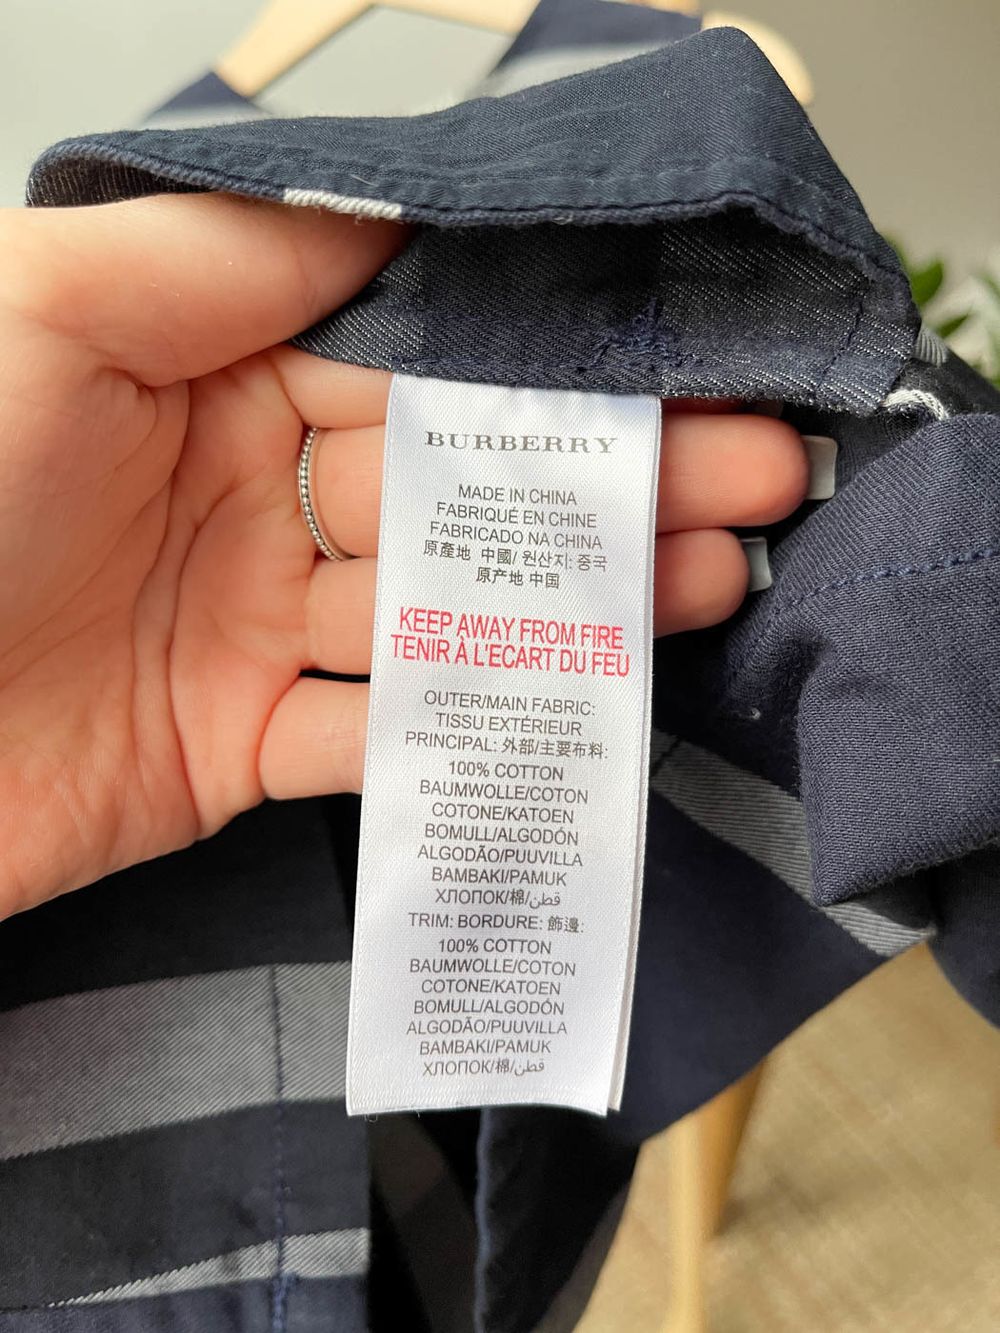 BURBERRY
MADE IN CHINA
FABRIQUÉ EN CHINE
FABRICADO NA CHINA
原產地 中國/ 원산지: 중국
原产地 中国
KEEP AWAY FROM FIRE
TENIR À L'ECART DU FEU
OUTER/MAIN FABRIC:
TISSU EXTÉRIEUR
PRINCIPAL: 外部/主要布料:
100% COTTON
BAUMWOLLE/COTON
COTONE/KATOEN
BOMULL/ALGODÓN
ALGODÃO/PUUVILLA
BAMBAKI/PAMUK
ХЛОПОК/棉/قطن
TRIM: BORDURE: 飾邊:
100% COTTON
BAUMWOLLE/COTON
COTONE/KATOEN
BOMULL/ALGODÓN
ALGODÃO/PUUVILLA
BAMBAKI/PAMUK
ХЛОПОК/棉/قطن